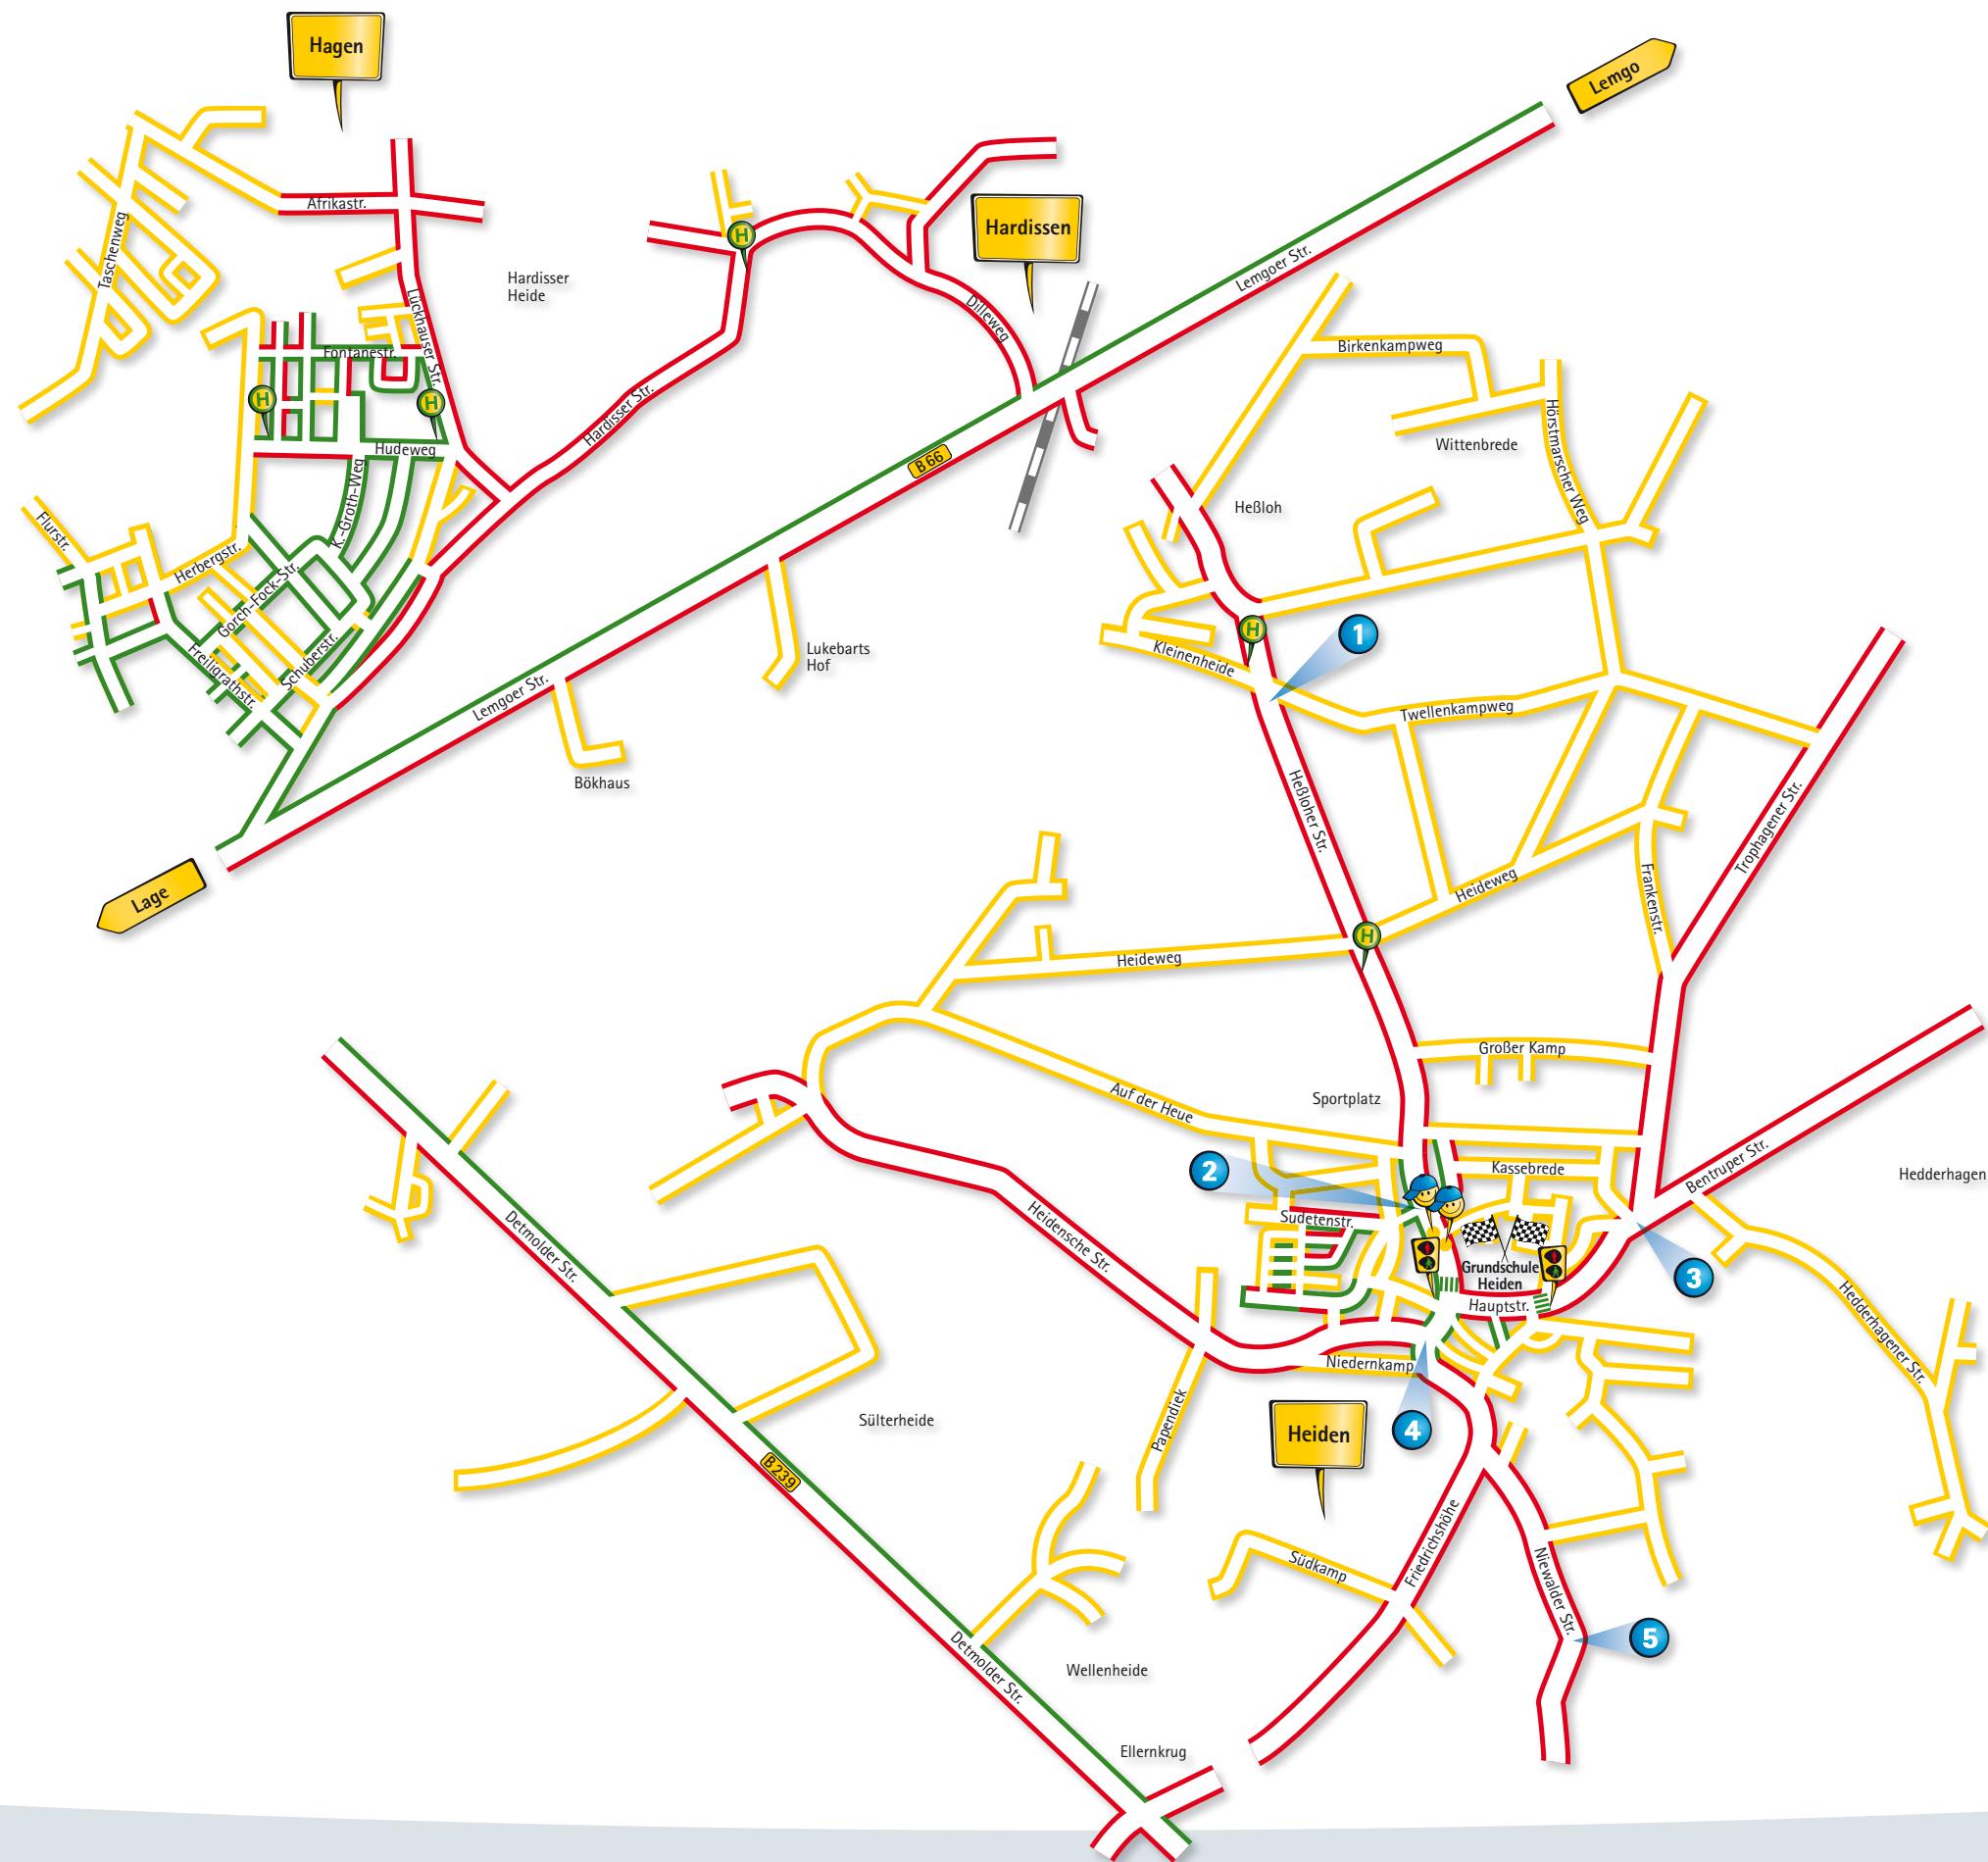 Hagen
Lemgo
Afrikastr.
Hardissen
Taschenweg
Hardisser
Heide
Lückhauser Str.
Dilleweg
Lemgoer Str.
Fontanestr.
Birkenkampweg
Hardisser Str.
Hudeweg
B 66
Wittenbrede
Hörstmarscher Weg
K.-Groth-Weg
Heßloh
Flurstr.
Herbergstr.
Gorch-Fock-Str.
Freiligrathstr.
Schuberstr.
Lukebarts
Hof
Kleinenheide
1
Lemgoer Str.
Twellenkampweg
Bökhaus
Heßloher Str.
Trophagener Str.
Lage
Heideweg
Frankenstr.
Heideweg
Großer Kamp
Auf der Heue
Sportplatz
2
Kassebrede
Bentruper Str.
Hedderhagen
Detmolder Str.
Heidensche Str.
Sudetenstr.
Grundschule
Heiden
3
Hauptstr.
Hedderhagener Str.
Niedernkamp
Papendiek
Sülterheide
Heiden
4
B 239
Friedrichshöhe
Südkamp
Niewalder Str.
5
Detmolder Str.
Wellenheide
Ellernkrug
H
H
H
H
H